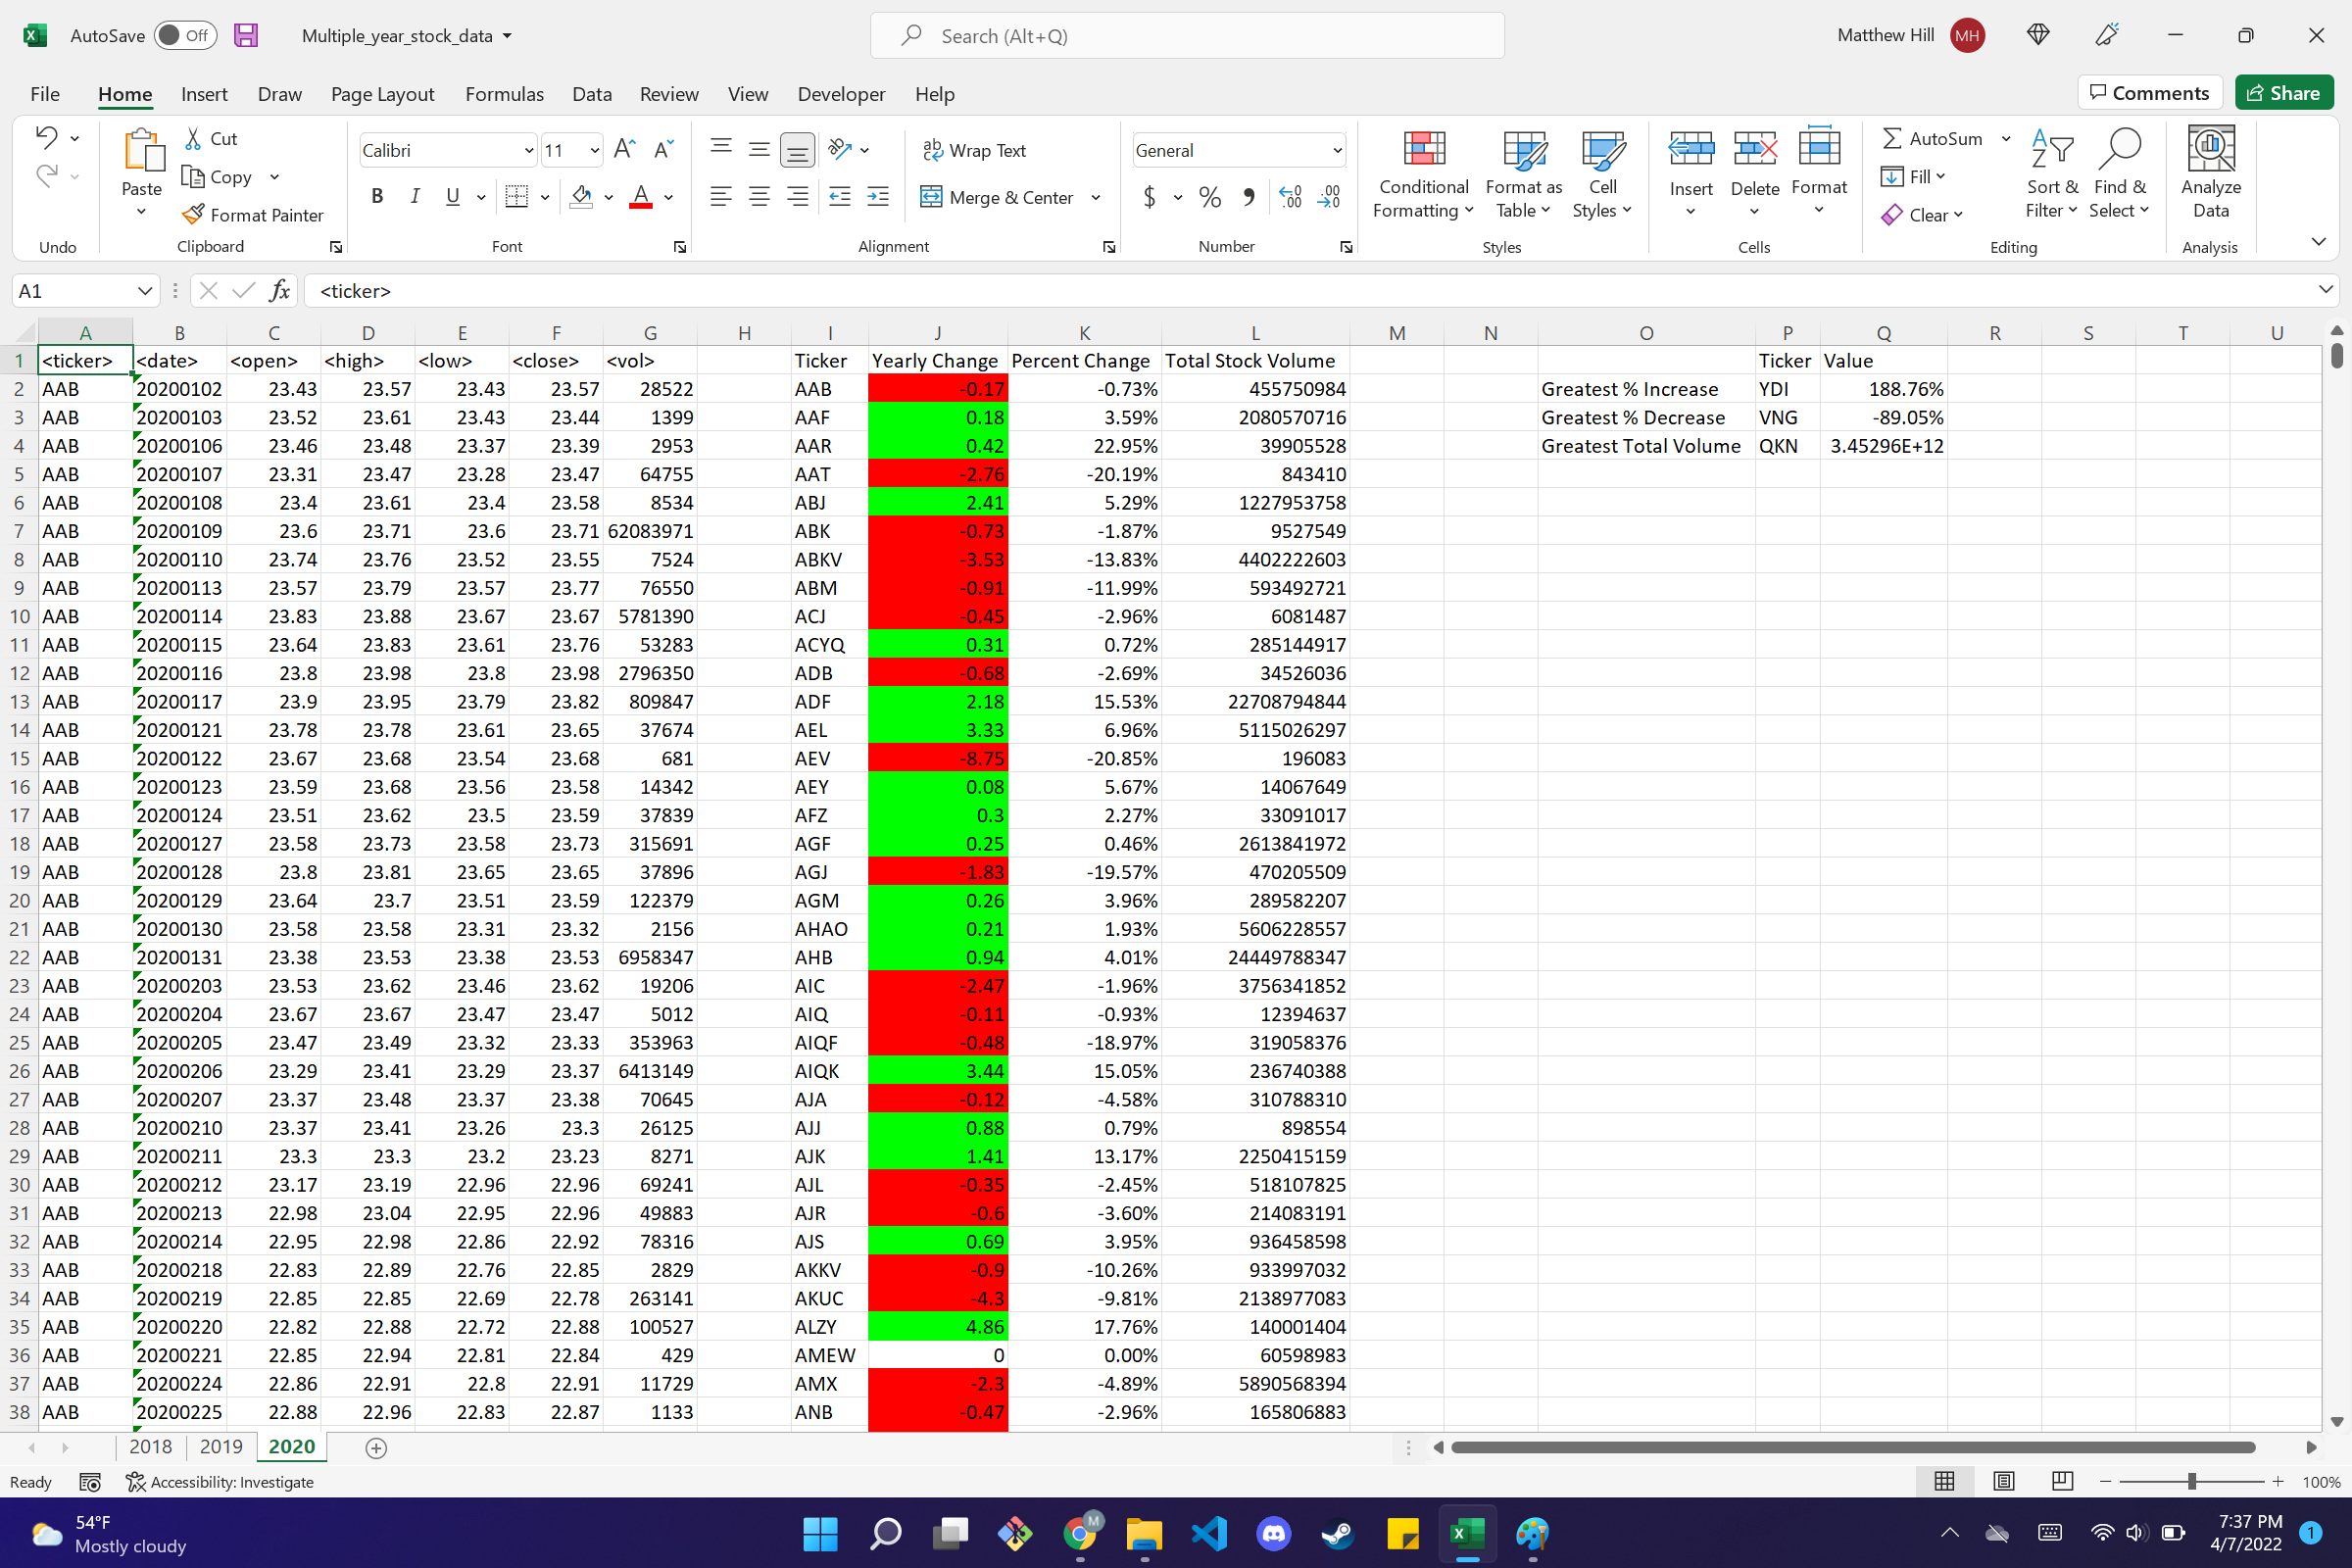 AutoSave Off Multiple_year_stock_data Search (Alt+Q) Matthew Hill MH
File Home Insert Draw Page Layout Formulas Data Review View Developer Help Comments Share
Paste Cut Copy Format Painter Calibri 11 Wrap Text General Conditional Formatting Format as Table Cell Styles Insert Delete Format AutoSum Fill Clear Sort & Filter Find & Select Analyze Data
B I U A Merge & Center $ % 
Undo Clipboard Font Alignment Number Styles Cells Editing Analysis
A1 fx <ticker>
A B C D E F G H I J K L M N O P Q R S T U
1 <ticker> <date> <open> <high> <low> <close> <vol> Ticker Yearly Change Percent Change Total Stock Volume Ticker Value
2 AAB 20200102 23.43 23.57 23.43 23.57 28522 AAB -0.17 -0.73% 455750984 Greatest % Increase YDI 188.76%
3 AAB 20200103 23.52 23.61 23.43 23.44 1399 AAF 0.18 3.59% 2080570716 Greatest % Decrease VNG -89.05%
4 AAB 20200106 23.46 23.48 23.37 23.39 2953 AAR 0.42 22.95% 39905528 Greatest Total Volume QKN 3.45296E+12
5 AAB 20200107 23.31 23.47 23.28 23.47 64755 AAT -2.76 -20.19% 843410
6 AAB 20200108 23.4 23.61 23.4 23.58 8534 ABJ 2.41 5.29% 1227953758
7 AAB 20200109 23.6 23.71 23.6 23.71 62083971 ABK -0.73 -1.87% 9527549
8 AAB 20200110 23.74 23.76 23.52 23.55 7524 ABKV -3.53 -13.83% 4402222603
9 AAB 20200113 23.57 23.79 23.57 23.77 76550 ABM -0.91 -11.99% 593492721
10 AAB 20200114 23.83 23.88 23.67 23.67 5781390 ACJ -0.45 -2.96% 6081487
11 AAB 20200115 23.64 23.83 23.61 23.76 53283 ACYQ 0.31 0.72% 285144917
12 AAB 20200116 23.8 23.98 23.8 23.98 2796350 ADB -0.68 -2.69% 34526036
13 AAB 20200117 23.9 23.95 23.79 23.82 809847 ADF 2.18 15.53% 22708794844
14 AAB 20200121 23.78 23.78 23.61 23.65 37674 AEL 3.33 6.96% 5115026297
15 AAB 20200122 23.67 23.68 23.54 23.68 681 AEV -8.75 -20.85% 196083
16 AAB 20200123 23.59 23.68 23.56 23.58 14342 AEY 0.08 5.67% 14067649
17 AAB 20200124 23.51 23.62 23.5 23.59 37839 AFZ 0.3 2.27% 33091017
18 AAB 20200127 23.58 23.73 23.58 23.73 315691 AGF 0.25 0.46% 2613841972
19 AAB 20200128 23.8 23.81 23.65 23.65 37896 AGJ -1.83 -19.57% 470205509
20 AAB 20200129 23.64 23.7 23.51 23.59 122379 AGM 0.26 3.96% 289582207
21 AAB 20200130 23.58 23.58 23.31 23.32 2156 AHAO 0.21 1.93% 5606228557
22 AAB 20200131 23.38 23.53 23.38 23.53 6958347 AHB 0.94 4.01% 24449788347
23 AAB 20200203 23.53 23.62 23.46 23.62 19206 AIC -2.47 -1.96% 3756341852
24 AAB 20200204 23.67 23.67 23.47 23.47 5012 AIQ -0.11 -0.93% 12394637
25 AAB 20200205 23.47 23.49 23.32 23.33 353963 AIQF -0.48 -18.97% 319058376
26 AAB 20200206 23.29 23.41 23.29 23.37 6413149 AIQK 3.44 15.05% 236740388
27 AAB 20200207 23.37 23.48 23.37 23.38 70645 AJA -0.12 -4.58% 310788310
28 AAB 20200210 23.37 23.41 23.26 23.3 26125 AJJ 0.88 0.79% 898554
29 AAB 20200211 23.3 23.3 23.2 23.23 8271 AJK 1.41 13.17% 2250415159
30 AAB 20200212 23.17 23.19 22.96 22.96 69241 AJL -0.35 -2.45% 518107825
31 AAB 20200213 22.98 23.04 22.95 22.96 49883 AJR -0.6 -3.60% 214083191
32 AAB 20200214 22.95 22.98 22.86 22.92 78316 AJS 0.69 3.95% 936458598
33 AAB 20200218 22.83 22.89 22.76 22.85 2829 AKKV -0.9 -10.26% 933997032
34 AAB 20200219 22.85 22.85 22.69 22.78 263141 AKUC -4.3 -9.81% 2138977083
35 AAB 20200220 22.82 22.88 22.72 22.88 100527 ALZY 4.86 17.76% 140001404
36 AAB 20200221 22.85 22.94 22.81 22.84 429 AMEW 0 0.00% 60598983
37 AAB 20200224 22.86 22.91 22.8 22.91 11729 AMX -2.3 -4.89% 5890568394
38 AAB 20200225 22.88 22.96 22.83 22.87 1133 ANB -0.47 -2.96% 165806883
2018 2019 2020
Ready Accessibility: Investigate 100%
54°F 7:37 PM
Mostly cloudy 4/7/2022 1